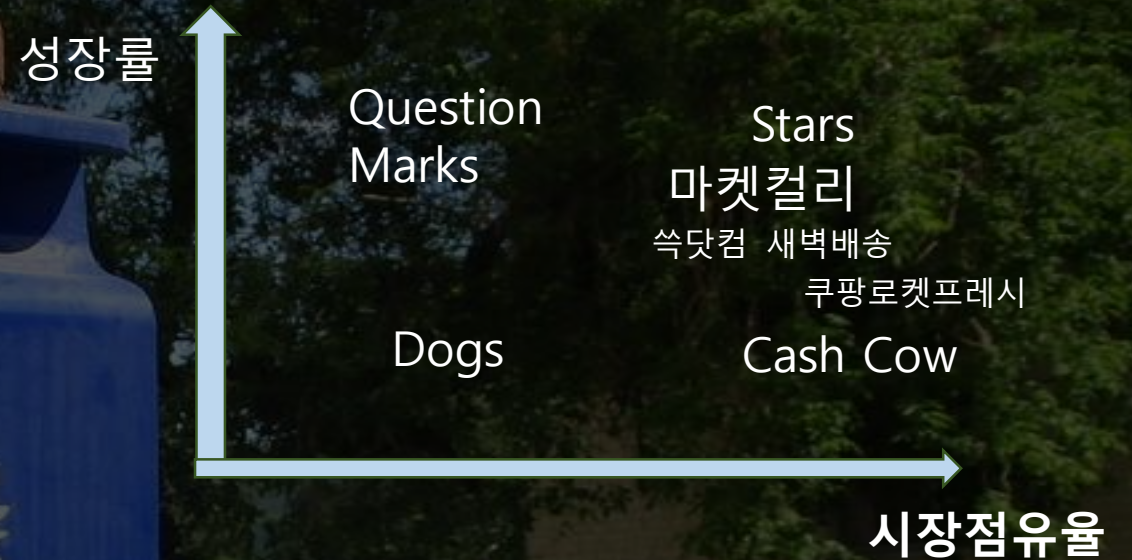 성장률
Question
Marks
Stars
마켓컬리
쓱닷컴 새벽배송
쿠팡로켓프레시
Dogs
Cash Cow
시장점유율